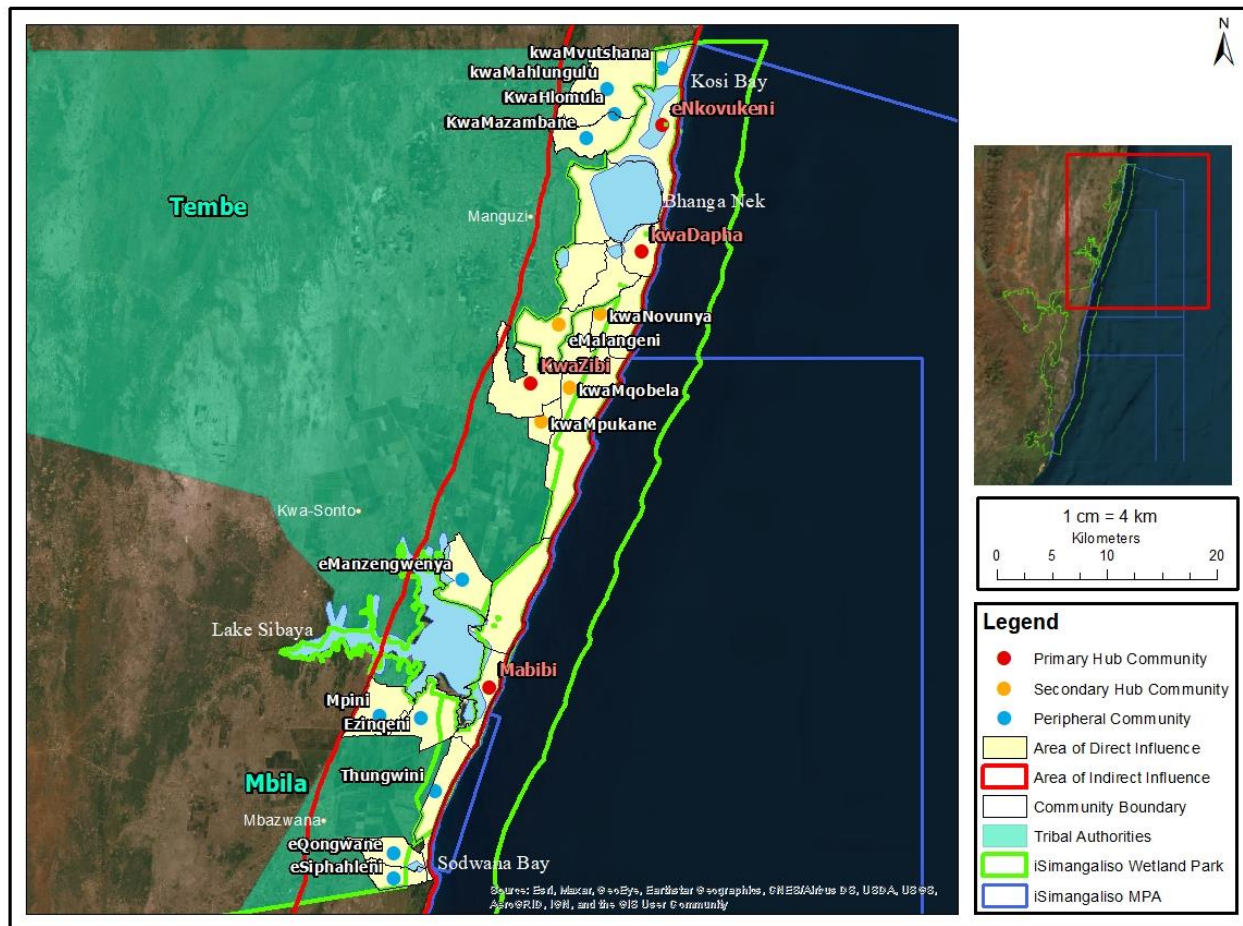 N
kwaMvutshana
kwaMahlungulu
KwaHlomula
KwaMazambane
Kosi Bay
eNkovukeni
Tembe
Manguzi
Bhanga Nek
kwaDapha
kwaNovunya
eMalangeni
KwaZibi
kwaMqobela
kwaMpukane
Kwa-Sonto
eManzengwenya
Lake Sibaya
Mabibi
Mpini
Ezinqeni
Thungwini
Mbila
Mbazwana
eQongwane
eSiphahleni
Sodwana Bay
Source: Esri, Maxar, GeoEye, Earthstar Geographics, CNES/Airbus DS, USDA, USGS,
AeroGRID, IGN, and the GIS User Community
1 cm = 4 km
Kilometers
0 5 10 20
Legend
Primary Hub Community
Secondary Hub Community
Peripheral Community
Area of Direct Influence
Area of Indirect Influence
Community Boundary
Tribal Authorities
iSimangaliso Wetland Park
iSimangaliso MPA